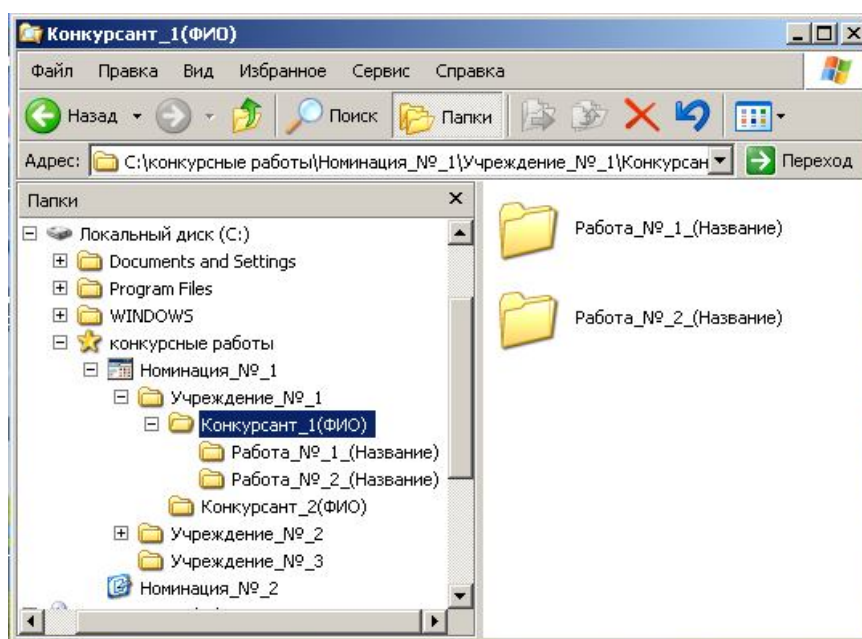 Конкурсант_1(ФИО)
Файл Правка Вид Избранное Сервис Справка
Назад Поиск Папки
Адрес: C:\конкурсные работы\Номинация_№_1\Учреждение_№_1\Конкурсан Переход
Папки
Локальный диск (C:)
Documents and Settings
Program Files
WINDOWS
конкурсные работы
Номинация_№_1
Учреждение_№_1
Конкурсант_1(ФИО)
Работа_№_1_(Название)
Работа_№_2_(Название)
Конкурсант_2(ФИО)
Учреждение_№_2
Учреждение_№_3
Номинация_№_2
Работа_№_1_(Название)
Работа_№_2_(Название)